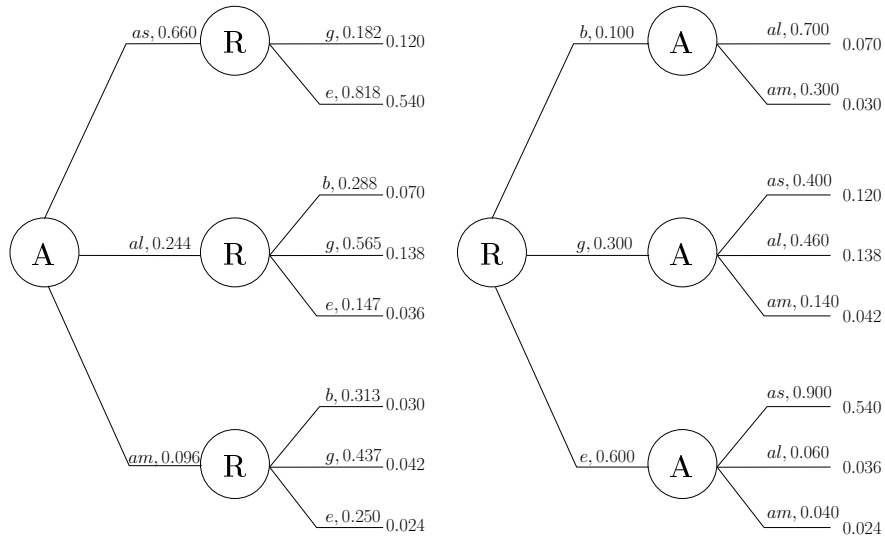 as, 0.660
R
g, 0.182
0.120
e, 0.818
0.540
A
al, 0.244
R
b, 0.288
0.070
g, 0.565
0.138
e, 0.147
0.036
am, 0.096
R
b, 0.313
0.030
g, 0.437
0.042
e, 0.250
0.024
b, 0.100
A
al, 0.700
0.070
am, 0.300
0.030
R
g, 0.300
A
as, 0.400
0.120
al, 0.460
0.138
am, 0.140
0.042
e, 0.600
A
as, 0.900
0.540
al, 0.060
0.036
am, 0.040
0.024